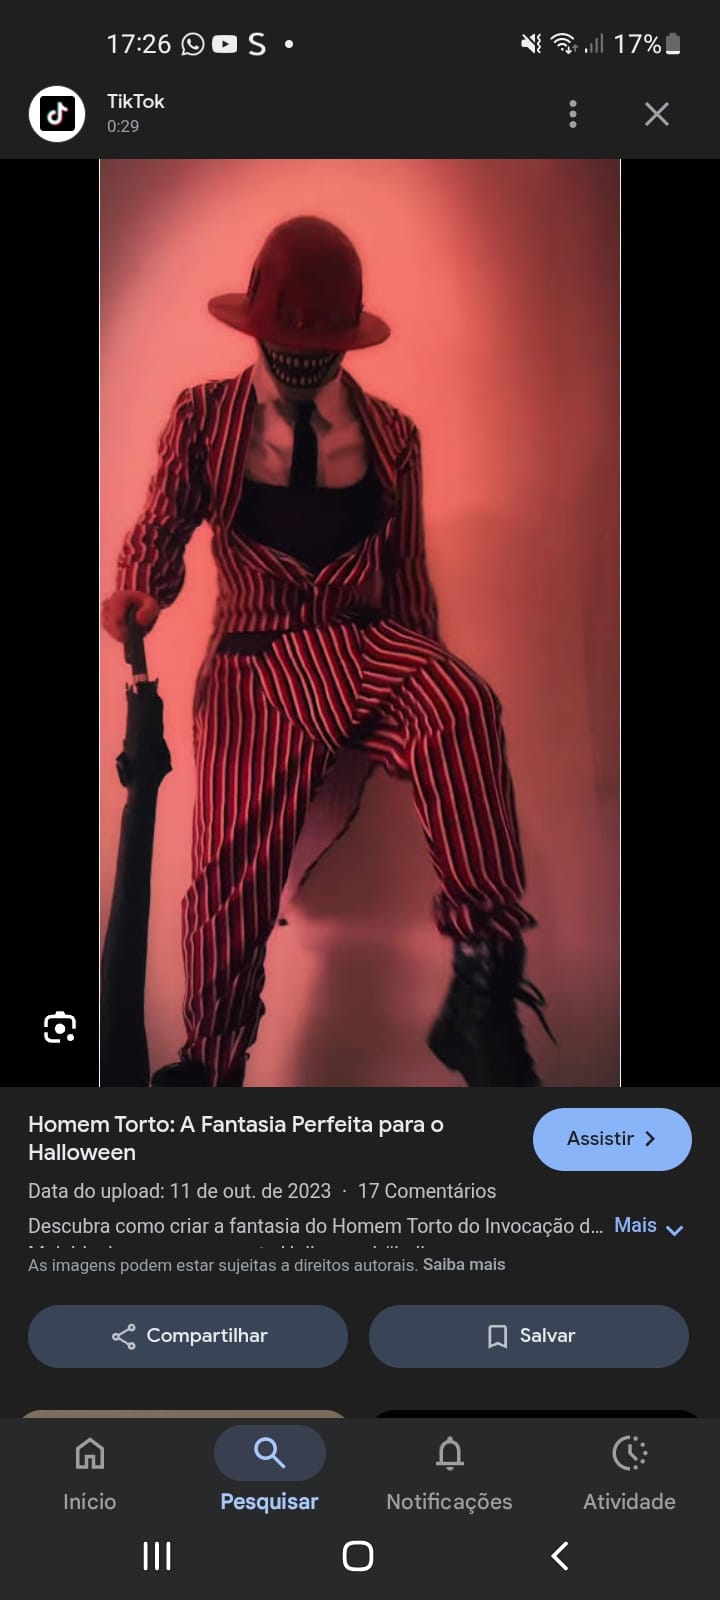 17:26 S 17%
TikTok
0:29
Homem Torto: A Fantasia Perfeita para o
Halloween
Assistir
Data do upload: 11 de out. de 2023 · 17 Comentários
Descubra como criar a fantasia do Homem Torto do Invocação d... Mais
As imagens podem estar sujeitas a direitos autorais. Saiba mais
Compartilhar
Salvar
Início
Pesquisar
Notificações
Atividade